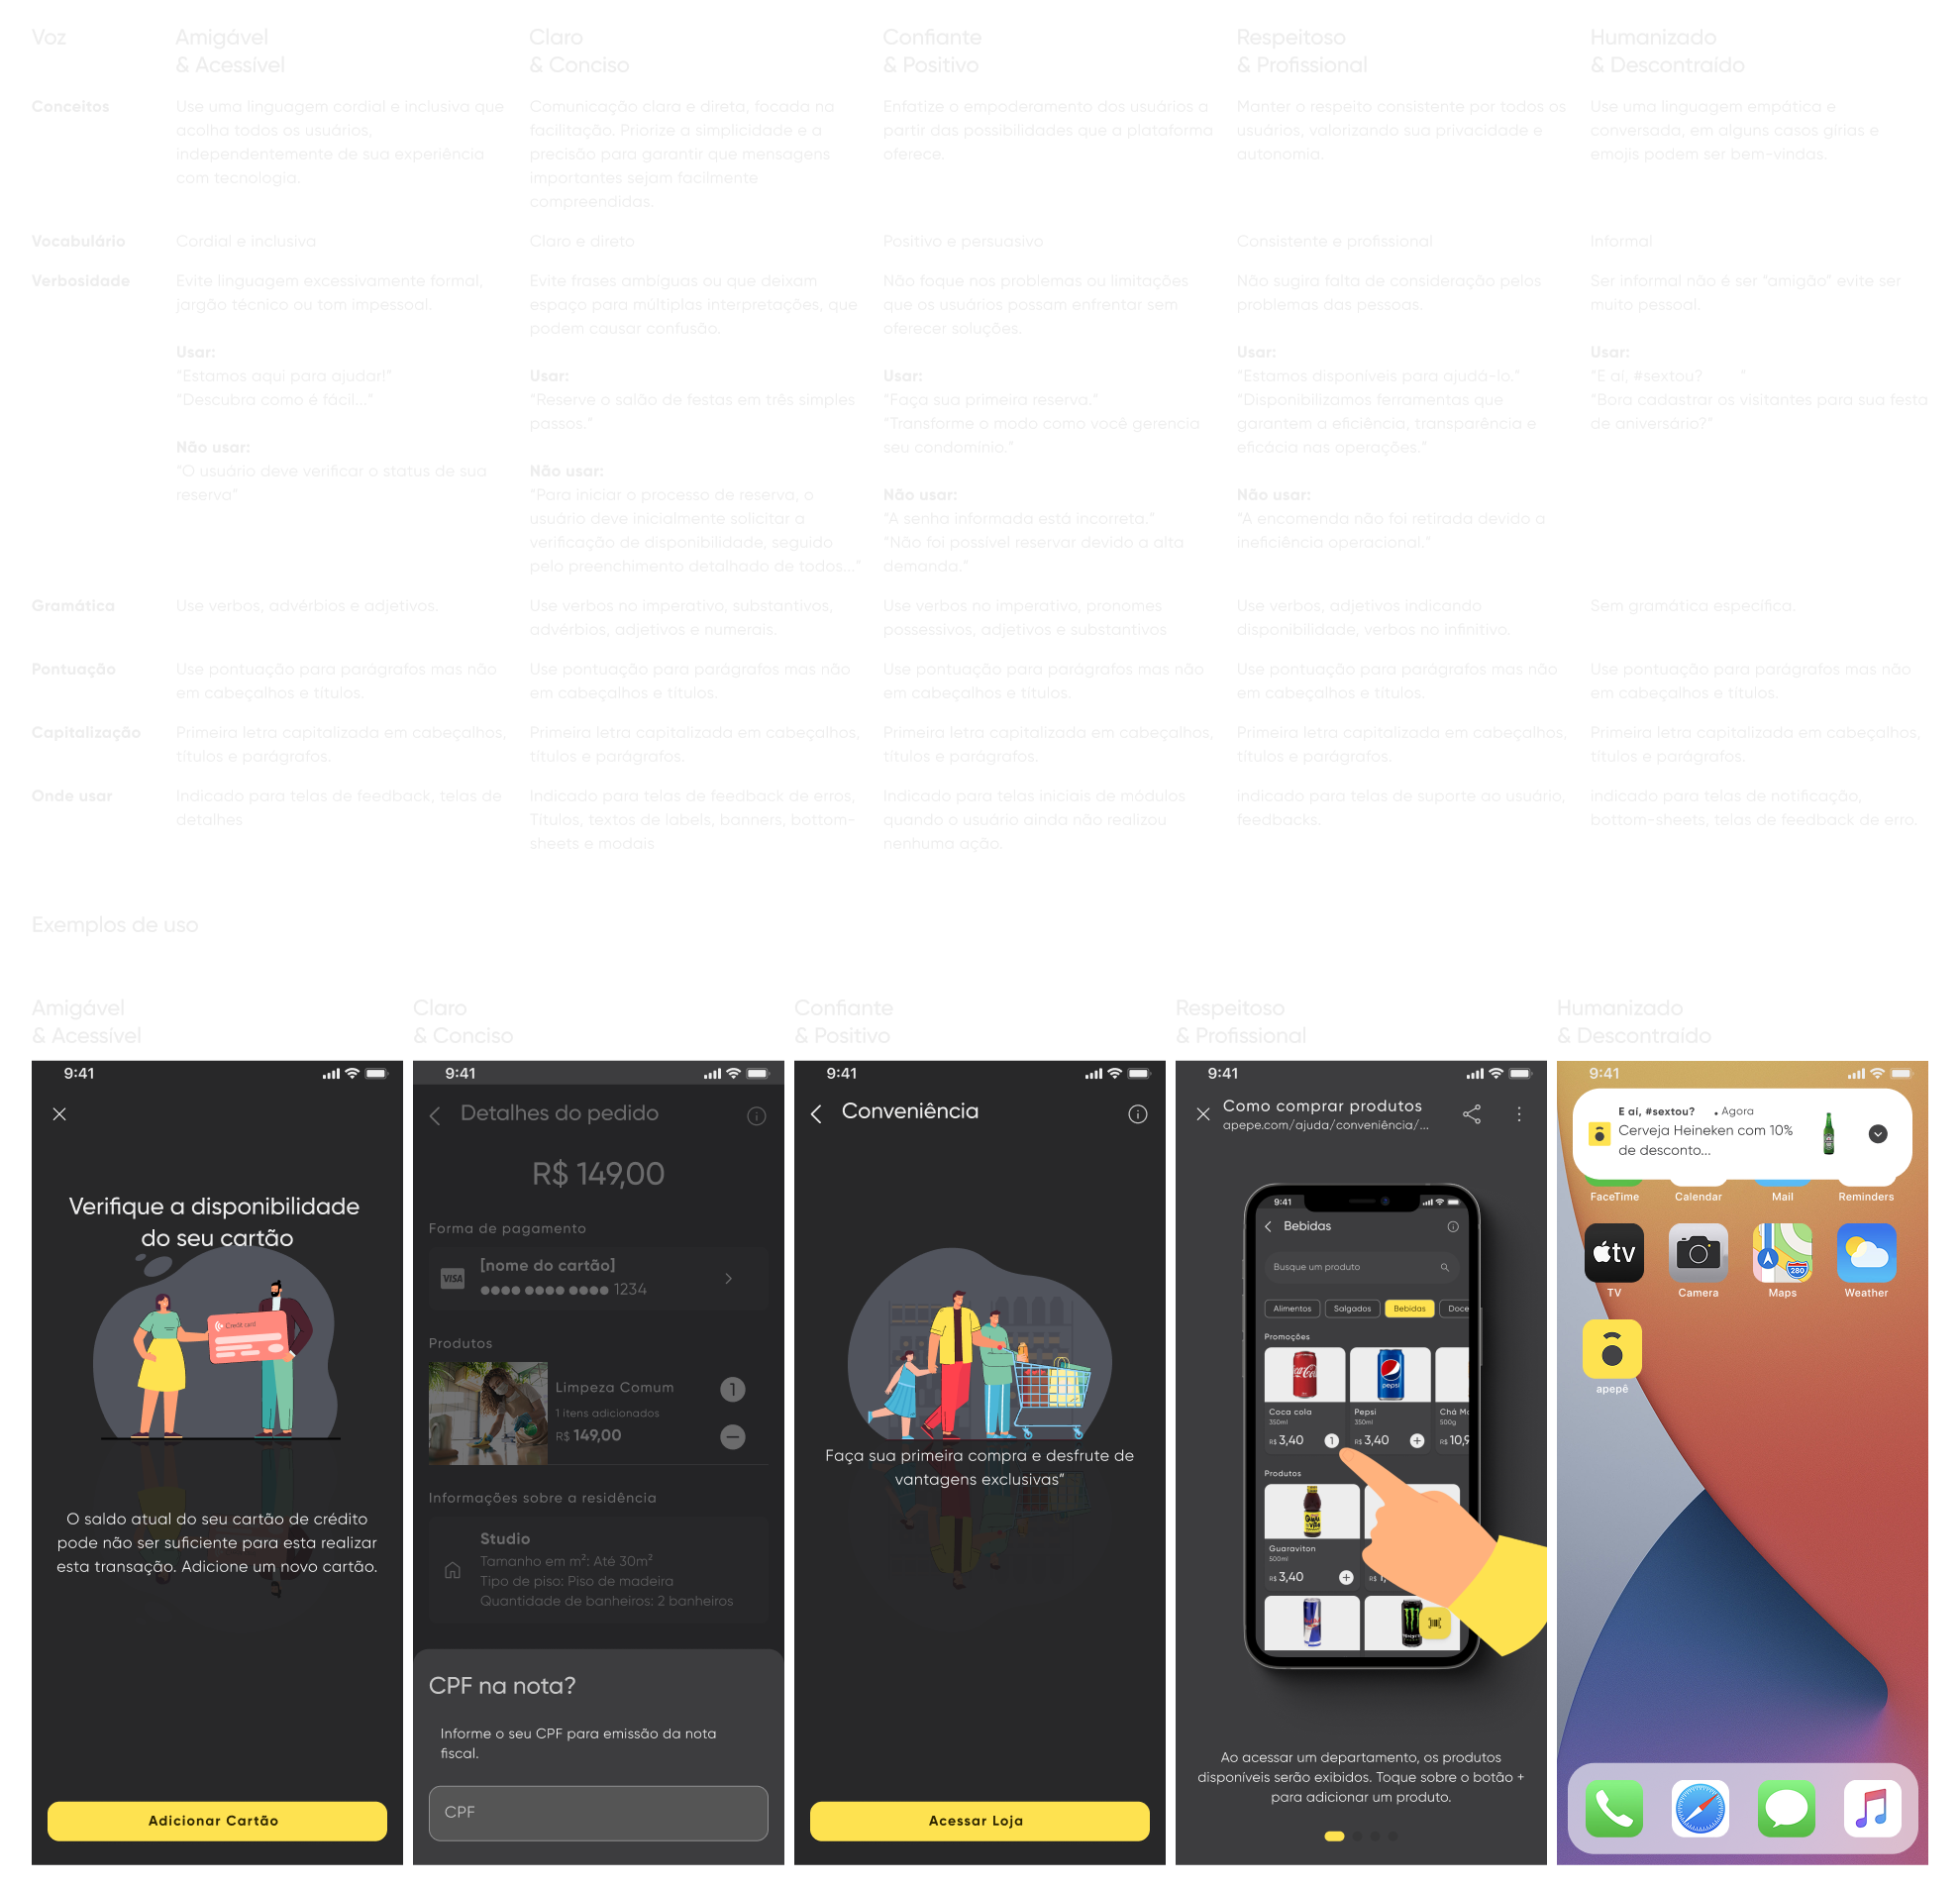 Voz
Amigável
& Acessível
Claro
& Conciso
Confiante
& Positivo
Respeitoso
& Profissional
Humanizado
& Descontraído
Conceitos
Use uma linguagem cordial e inclusiva que
acolha todos os usuários,
independentemente de sua experiência
com tecnologia.
Comunicação clara e direta, focada na
facilitação. Priorize a simplicidade e a
precisão para garantir que mensagens
importantes sejam facilmente
compreendidas.
Enfatize o empoderamento dos usuários a
partir das possibilidades que a plataforma
oferece.
Manter o respeito consistente por todos os
usuários, valorizando sua privacidade e
autonomia.
Use uma linguagem empática e
conversada, em alguns casos gírias e
emojis podem ser bem-vindas.
Vocabulário
Cordial e inclusiva
Claro e direto
Positivo e persuasivo
Consistente e profissional
Informal
Verbosidade
Evite linguagem excessivamente formal,
jargão técnico ou tom impessoal.
Usar:
"Estamos aqui para ajudar!"
"Descubra como é fácil..."
Não usar:
"O usuário deve verificar o status de sua
reserva"
Evite frases ambíguas ou que deixam
espaço para múltiplas interpretações, que
podem causar confusão.
Usar:
"Reserve o salão de festas em três simples
passos."
Não usar:
"Para iniciar o processo de reserva, o
usuário deve inicialmente solicitar a
verificação de disponibilidade, seguido
pelo preenchimento detalhado de todos..."
Não foque nos problemas ou limitações
que os usuários possam enfrentar sem
oferecer soluções.
Usar:
"Faça sua primeira reserva."
"Transforme o modo como você gerencia
seu condomínio."
Não usar:
"A senha informada está incorreta."
"Não foi possível reservar devido a alta
demanda."
Não sugira falta de consideração pelos
problemas das pessoas.
Usar:
"Estamos disponíveis para ajudá-lo."
"Disponibilizamos ferramentas que
garantem a eficiência, transparência e
eficácia nas operações."
Não usar:
"A encomenda não foi retirada devido a
ineficiência operacional."
Ser informal não é ser "amigão" evite ser
muito pessoal.
Usar:
"E aí, #sextou? "
"Bora cadastrar os visitantes para sua festa
de aniversário?"
Gramática
Use verbos, advérbios e adjetivos.
Use verbos no imperativo, substantivos,
advérbios, adjetivos e numerais.
Use verbos no imperativo, pronomes
possessivos, adjetivos e substantivos
Use verbos, adjetivos indicando
disponibilidade, verbos no infinitivo.
Sem gramática específica.
Pontuação
Use pontuação para parágrafos mas não
em cabeçalhos e títulos.
Use pontuação para parágrafos mas não
em cabeçalhos e títulos.
Use pontuação para parágrafos mas não
em cabeçalhos e títulos.
Use pontuação para parágrafos mas não
em cabeçalhos e títulos.
Use pontuação para parágrafos mas não
em cabeçalhos e títulos.
Capitalização
Primeira letra capitalizada em cabeçalhos,
títulos e parágrafos.
Primeira letra capitalizada em cabeçalhos,
títulos e parágrafos.
Primeira letra capitalizada em cabeçalhos,
títulos e parágrafos.
Primeira letra capitalizada em cabeçalhos,
títulos e parágrafos.
Primeira letra capitalizada em cabeçalhos,
títulos e parágrafos.
Onde usar
Indicado para telas de feedback, telas de
detalhes
Indicado para telas de feedback de erros,
Títulos, textos de labels, banners, bottom-
sheets e modais
Indicado para telas iniciais de módulos
quando o usuário ainda não realizou
nenhuma ação.
indicado para telas de suporte ao usuário,
feedbacks.
indicado para telas de notificação,
bottom-sheets, telas de feedback de erro.
Exemplos de uso
Amigável
& Acessível
9:41
Verifique a disponibilidade
do seu cartão
Credit card
O saldo atual do seu cartão de crédito
pode não ser suficiente para esta realizar
esta transação. Adicione um novo cartão.
Adicionar Cartão
Claro
& Conciso
9:41
Detalhes do pedido
R$ 149,00
Forma de pagamento
VISA
[nome do cartão]
●●●● ●●●● ●●●● 1234
Produtos
Limpeza Comum
1
1 itens adicionados
R$ 149,00
Informações sobre a residência
Studio
Tamanho em m²: Até 30m²
Tipo de piso: Piso de madeira
Quantidade de banheiros: 2 banheiros
CPF na nota?
Informe o seu CPF para emissão da nota
fiscal.
CPF
Confiante
& Positivo
9:41
Conveniência
Faça sua primeira compra e desfrute de
vantagens exclusivas"
Acessar Loja
Respeitoso
& Profissional
9:41
Como comprar produtos
apepe.com/ajuda/conveniência/...
9:41
Bebidas
Busque um produto
Alimentos
Salgados
Bebidas
Doce
Promoções
pepsi
Coca cola
350ml
R$ 3,40
1
Pepsi
350ml
R$ 3,40
+
Chá Ma
500g
R$ 10,9
Produtos
Guaraviton
500ml
R$ 3,40
+
R$
Ao acessar um departamento, os produtos
disponíveis serão exibidos. Toque sobre o botão +
para adicionar um produto.
Humanizado
& Descontraído
9:41
E aí, #sextou? • Agora
Cerveja Heineken com 10%
de desconto...
FaceTime
Calendar
Mail
Reminders
tv
280
TV
Camera
Maps
Weather
apepê